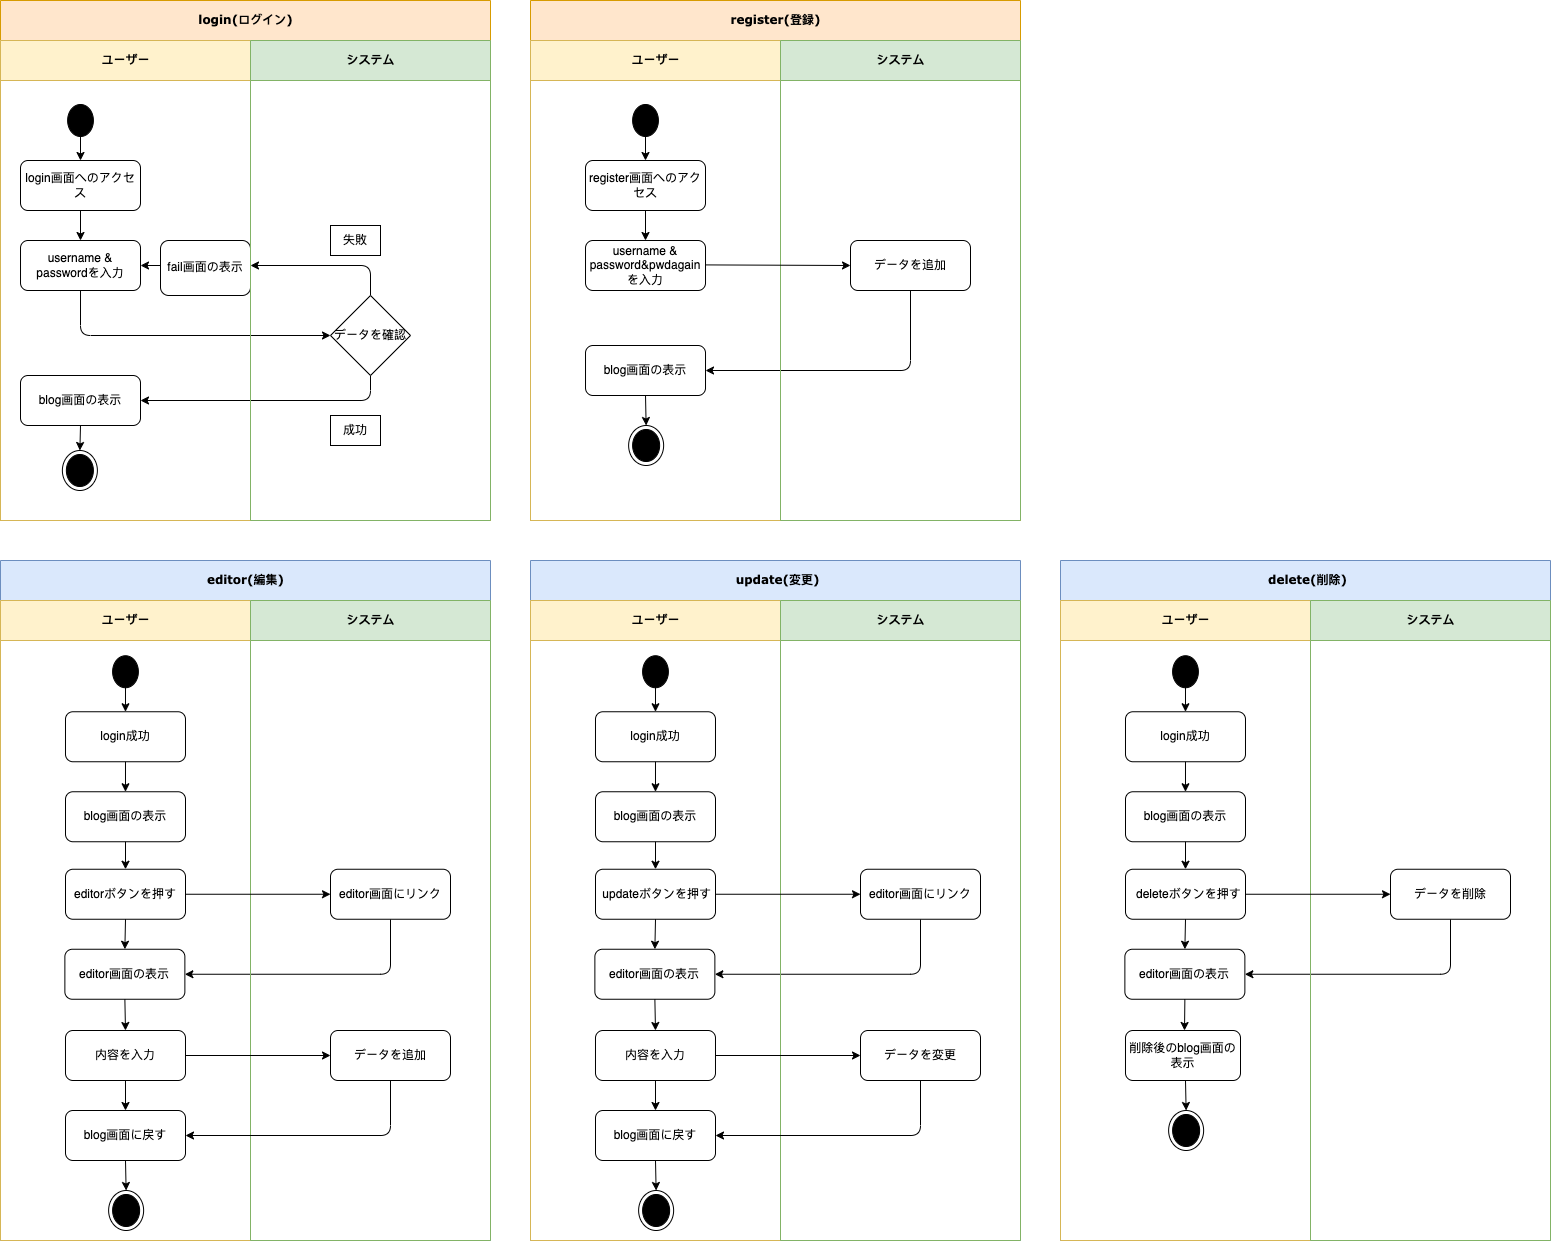 login(ログイン)
ユーザー
システム
login画面へのアクセ
ス
username &
passwordを入力
fail画面の表示
失敗
データを確認
blog画面の表示
成功
register(登録)
ユーザー
システム
register画面へのアク
セス
username &
password&pwdagain
を入力
データを追加
blog画面の表示
editor(編集)
ユーザー
システム
login成功
blog画面の表示
editorボタンを押す
editor画面にリンク
editor画面の表示
内容を入力
データを追加
blog画面に戻す
update(変更)
ユーザー
システム
login成功
blog画面の表示
updateボタンを押す
editor画面にリンク
editor画面の表示
内容を入力
データを変更
blog画面に戻す
delete(削除)
ユーザー
システム
login成功
blog画面の表示
deleteボタンを押す
データを削除
editor画面の表示
削除後のblog画面の
表示